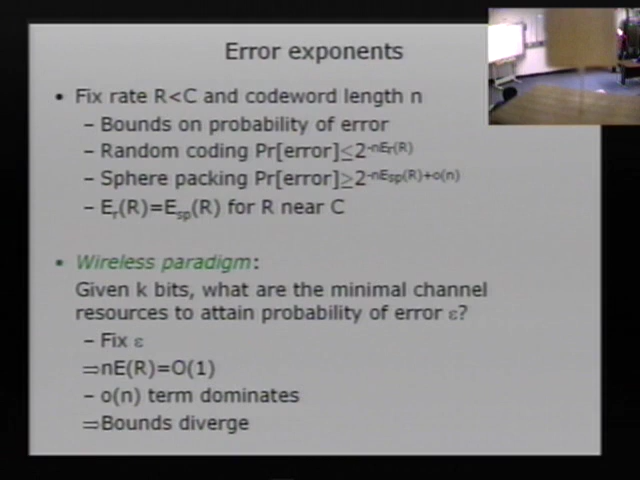 Error exponents
• Fix rate R<C and codeword length n
– Bounds on probability of error
– Random coding Pr[error]≤2^-nEr(R)
– Sphere packing Pr[error]≥2^-nEsp(R)+o(n)
– Er(R)=Esp(R) for R near C
• Wireless paradigm:
Given k bits, what are the minimal channel
resources to attain probability of error ε?
– Fix ε
⇒nE(R)=O(1)
– o(n) term dominates
⇒Bounds diverge